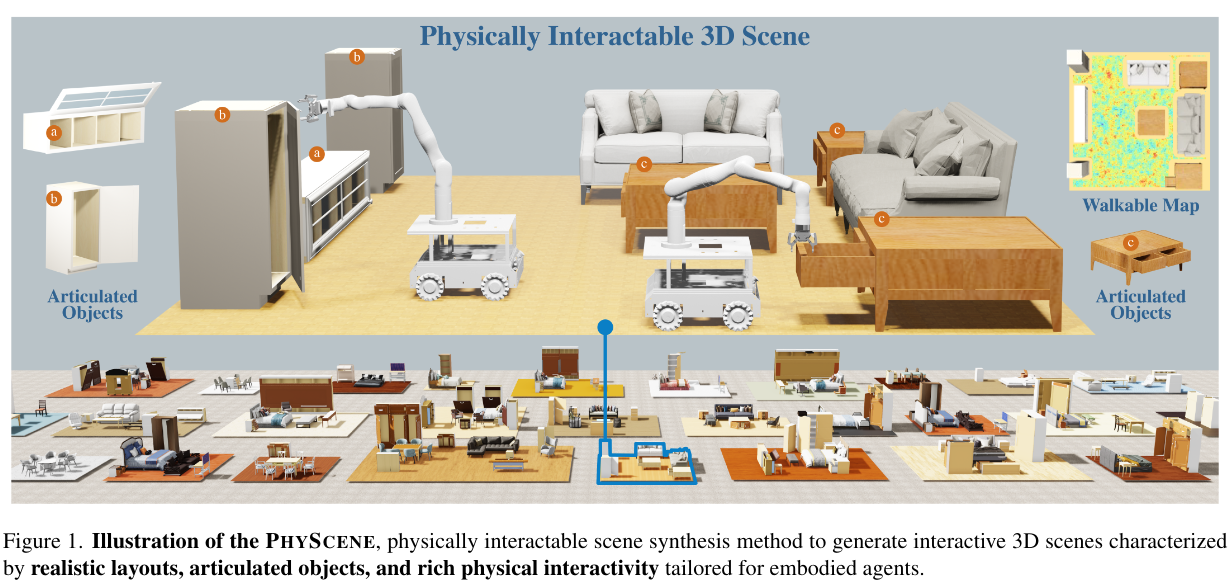 Physically Interactable 3D Scene
a
b
Articulated
Objects
b
a
b
c
c
c
Walkable Map
c
Articulated
Objects
Figure 1. Illustration of the PHYSCENE, physically interactable scene synthesis method to generate interactive 3D scenes characterized
by realistic layouts, articulated objects, and rich physical interactivity tailored for embodied agents.